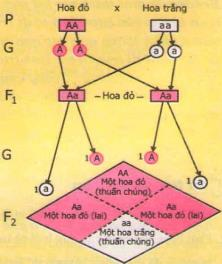 P Hoa đỏ x Hoa trắng
AA aa
G A A a a
F1 Aa – Hoa đỏ – Aa
G 1 A 1 A
1 a 1 a
AA
Một hoa đỏ
(thuần chủng)
F2 Aa Aa
Một hoa đỏ (lai) Một hoa đỏ (lai)
aa
Một hoa trắng
(thuần chủng)